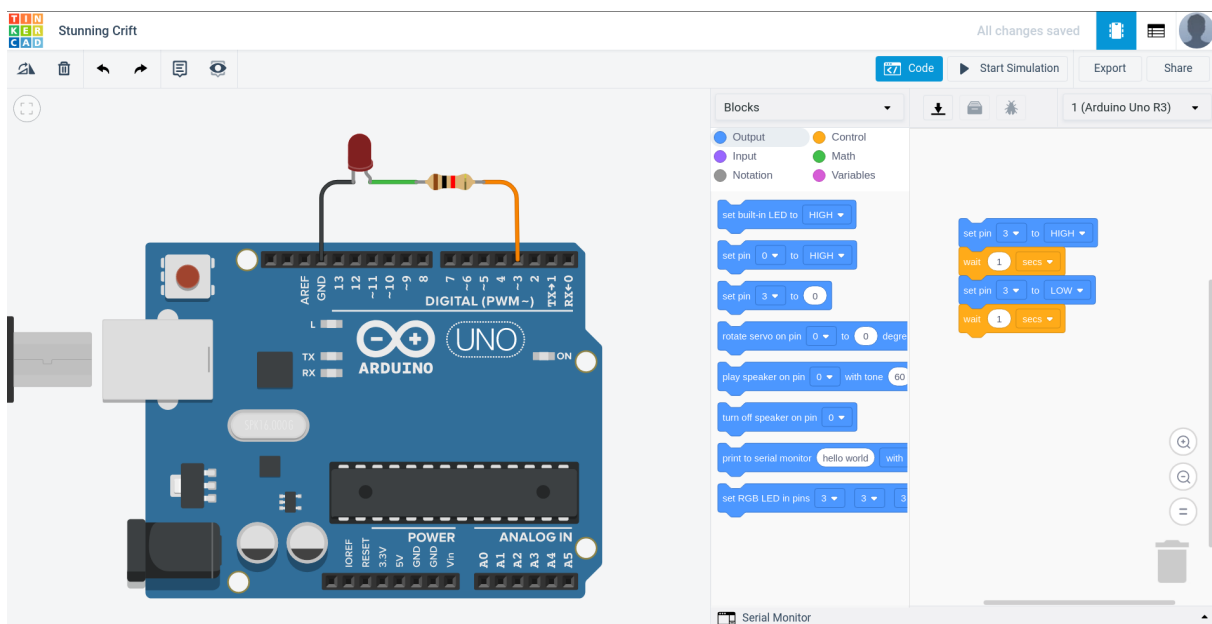 TIN
KER
CAD
Stunning Crift
All changes saved
Code
Start Simulation
Export
Share
Blocks
1 (Arduino Uno R3)
Output
Control
Input
Math
Notation
Variables
set built-in LED to HIGH
set pin 0 to HIGH
set pin 3 to 0
rotate servo on pin 0 to 0 degre
play speaker on pin 0 with tone 60
turn off speaker on pin 0
print to serial monitor hello world with
set RGB LED in pins 3 3 3
set pin 3 to HIGH
wait 1 secs
set pin 3 to LOW
wait 1 secs
AREF
GND
13
12
~11
~10
~9
8
7
~6
~5
4
~3
2
TX→1
RX←0
DIGITAL (PWM~)
L
TX
RX
ARDUINO
UNO
ON
POWER
ANALOG IN
IOREF
RESET
3.3V
5V
GND
GND
Vin
A0
A1
A2
A3
A4
A5
Serial Monitor